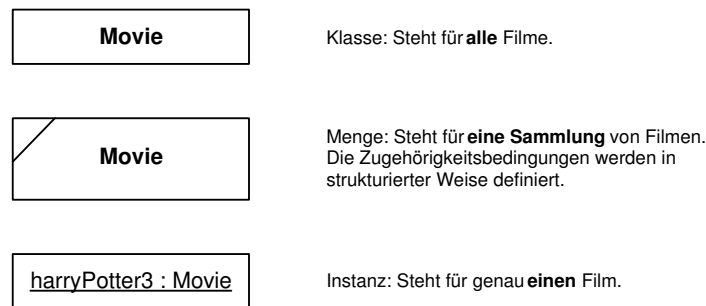 Movie
Klasse: Steht für alle Filme.
Movie
Menge: Steht für eine Sammlung von Filmen.
Die Zugehörigkeitsbedingungen werden in
strukturierter Weise definiert.
harryPotter3 : Movie
Instanz: Steht für genau einen Film.